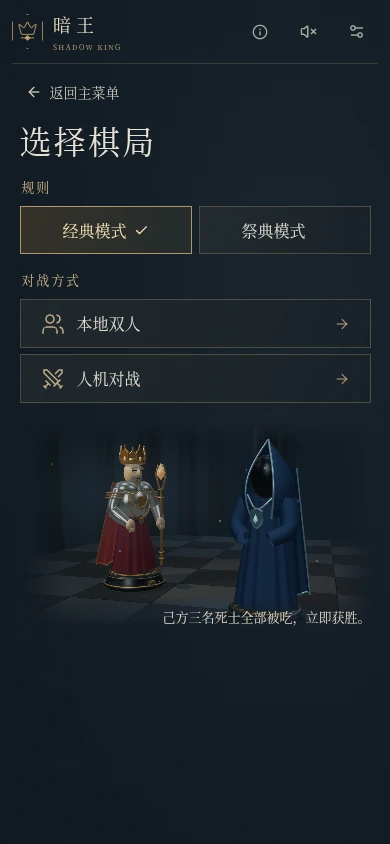 暗王
SHADOW KING
返回主菜单
选择棋局
规则
经典模式
祭典模式
对战方式
本地双人
人机对战
己方三名死士全部被吃，立即获胜。